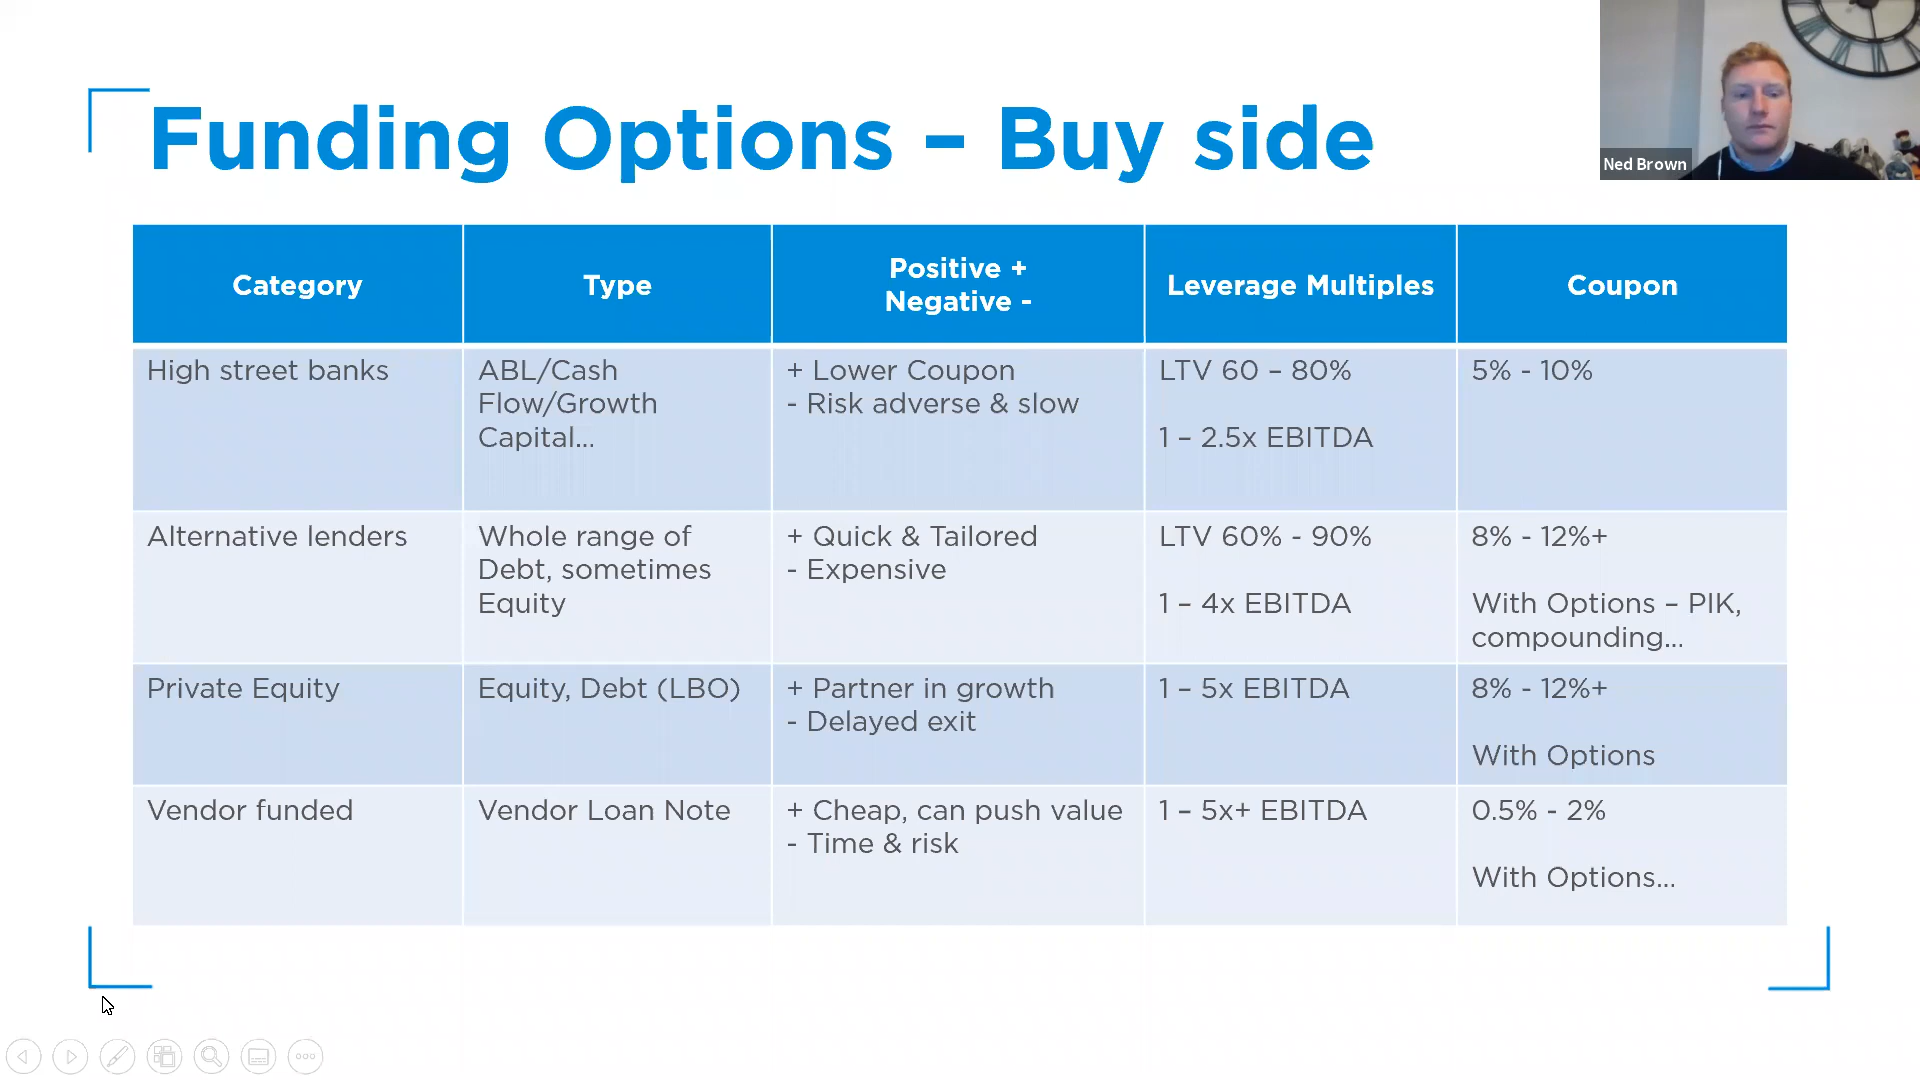 Funding Options – Buy side
Ned Brown
Category
Type
Positive +
Negative -
Leverage Multiples
Coupon
High street banks
ABL/Cash
Flow/Growth
Capital...
+ Lower Coupon
- Risk adverse & slow
LTV 60 – 80%
1 – 2.5x EBITDA
5% - 10%
Alternative lenders
Whole range of
Debt, sometimes
Equity
+ Quick & Tailored
- Expensive
LTV 60% - 90%
1 – 4x EBITDA
8% - 12%+
With Options – PIK,
compounding...
Private Equity
Equity, Debt (LBO)
+ Partner in growth
- Delayed exit
1 – 5x EBITDA
8% - 12%+
With Options
Vendor funded
Vendor Loan Note
+ Cheap, can push value
- Time & risk
1 – 5x+ EBITDA
0.5% - 2%
With Options...